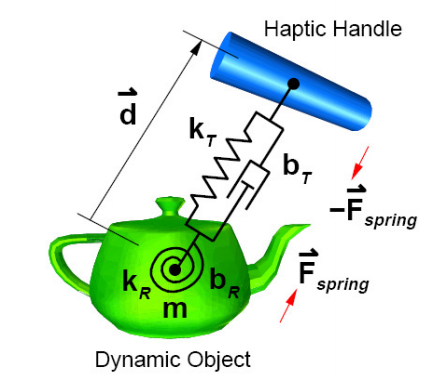 Haptic Handle
d
k_T
b_T
-F_spring
k_R
b_R
F_spring
m
Dynamic Object